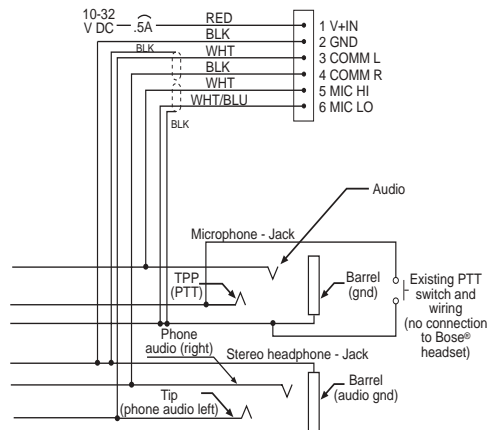 10-32
V DC
.5A
RED
BLK
WHT
BLK
WHT
WHT/BLU
BLK
BLK
1 V+IN
2 GND
3 COMM L
4 COMM R
5 MIC HI
6 MIC LO
Audio
Microphone - Jack
TPP
(PTT)
Barrel
(gnd)
Existing PTT
switch and
wiring
(no connection
to Bose®
headset)
Phone
audio (right)
Stereo headphone - Jack
Tip
(phone audio left)
Barrel
(audio gnd)